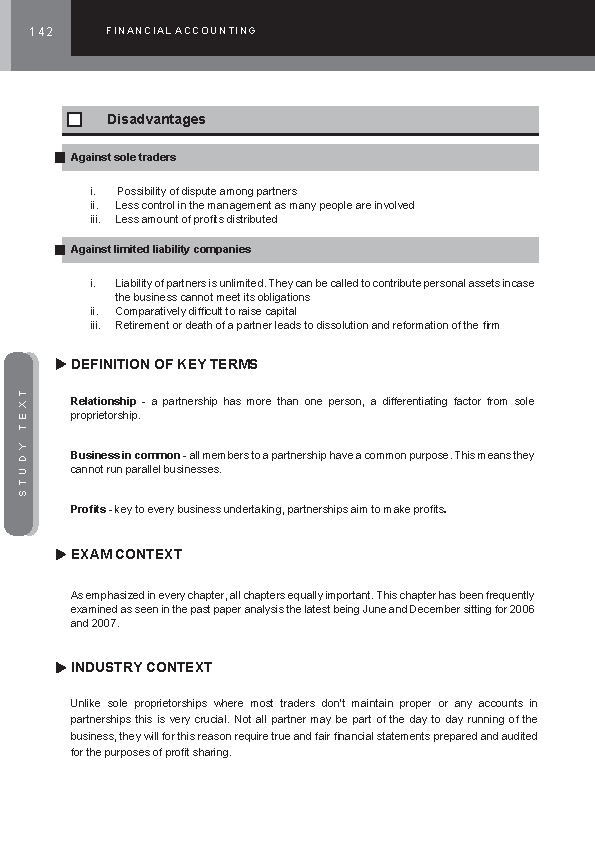 142
FINANCIAL ACCOUNTING
Disadvantages
Against sole traders
i. Possibility of dispute among partners
ii. Less control in the management as many people are involved
iii. Less amount of profits distributed
Against limited liability companies
i. Liability of partners is unlimited. They can be called to contribute personal assets incase
the business cannot meet its obligations
ii. Comparatively difficult to raise capital
iii. Retirement or death of a partner leads to dissolution and reformation of the firm
DEFINITION OF KEY TERMS
Relationship - a partnership has more than one person, a differentiating factor from sole
proprietorship.
Business in common - all members to a partnership have a common purpose. This means they
cannot run parallel businesses.
Profits - key to every business undertaking, partnerships aim to make profits.
STUDY TEXT
EXAM CONTEXT
As emphasized in every chapter, all chapters equally important. This chapter has been frequently
examined as seen in the past paper analysis the latest being June and December sitting for 2006
and 2007.
INDUSTRY CONTEXT
Unlike sole proprietorships where most traders don't maintain proper or any accounts in
partnerships this is very crucial. Not all partner may be part of the day to day running of the
business, they will for this reason require true and fair financial statements prepared and audited
for the purposes of profit sharing.